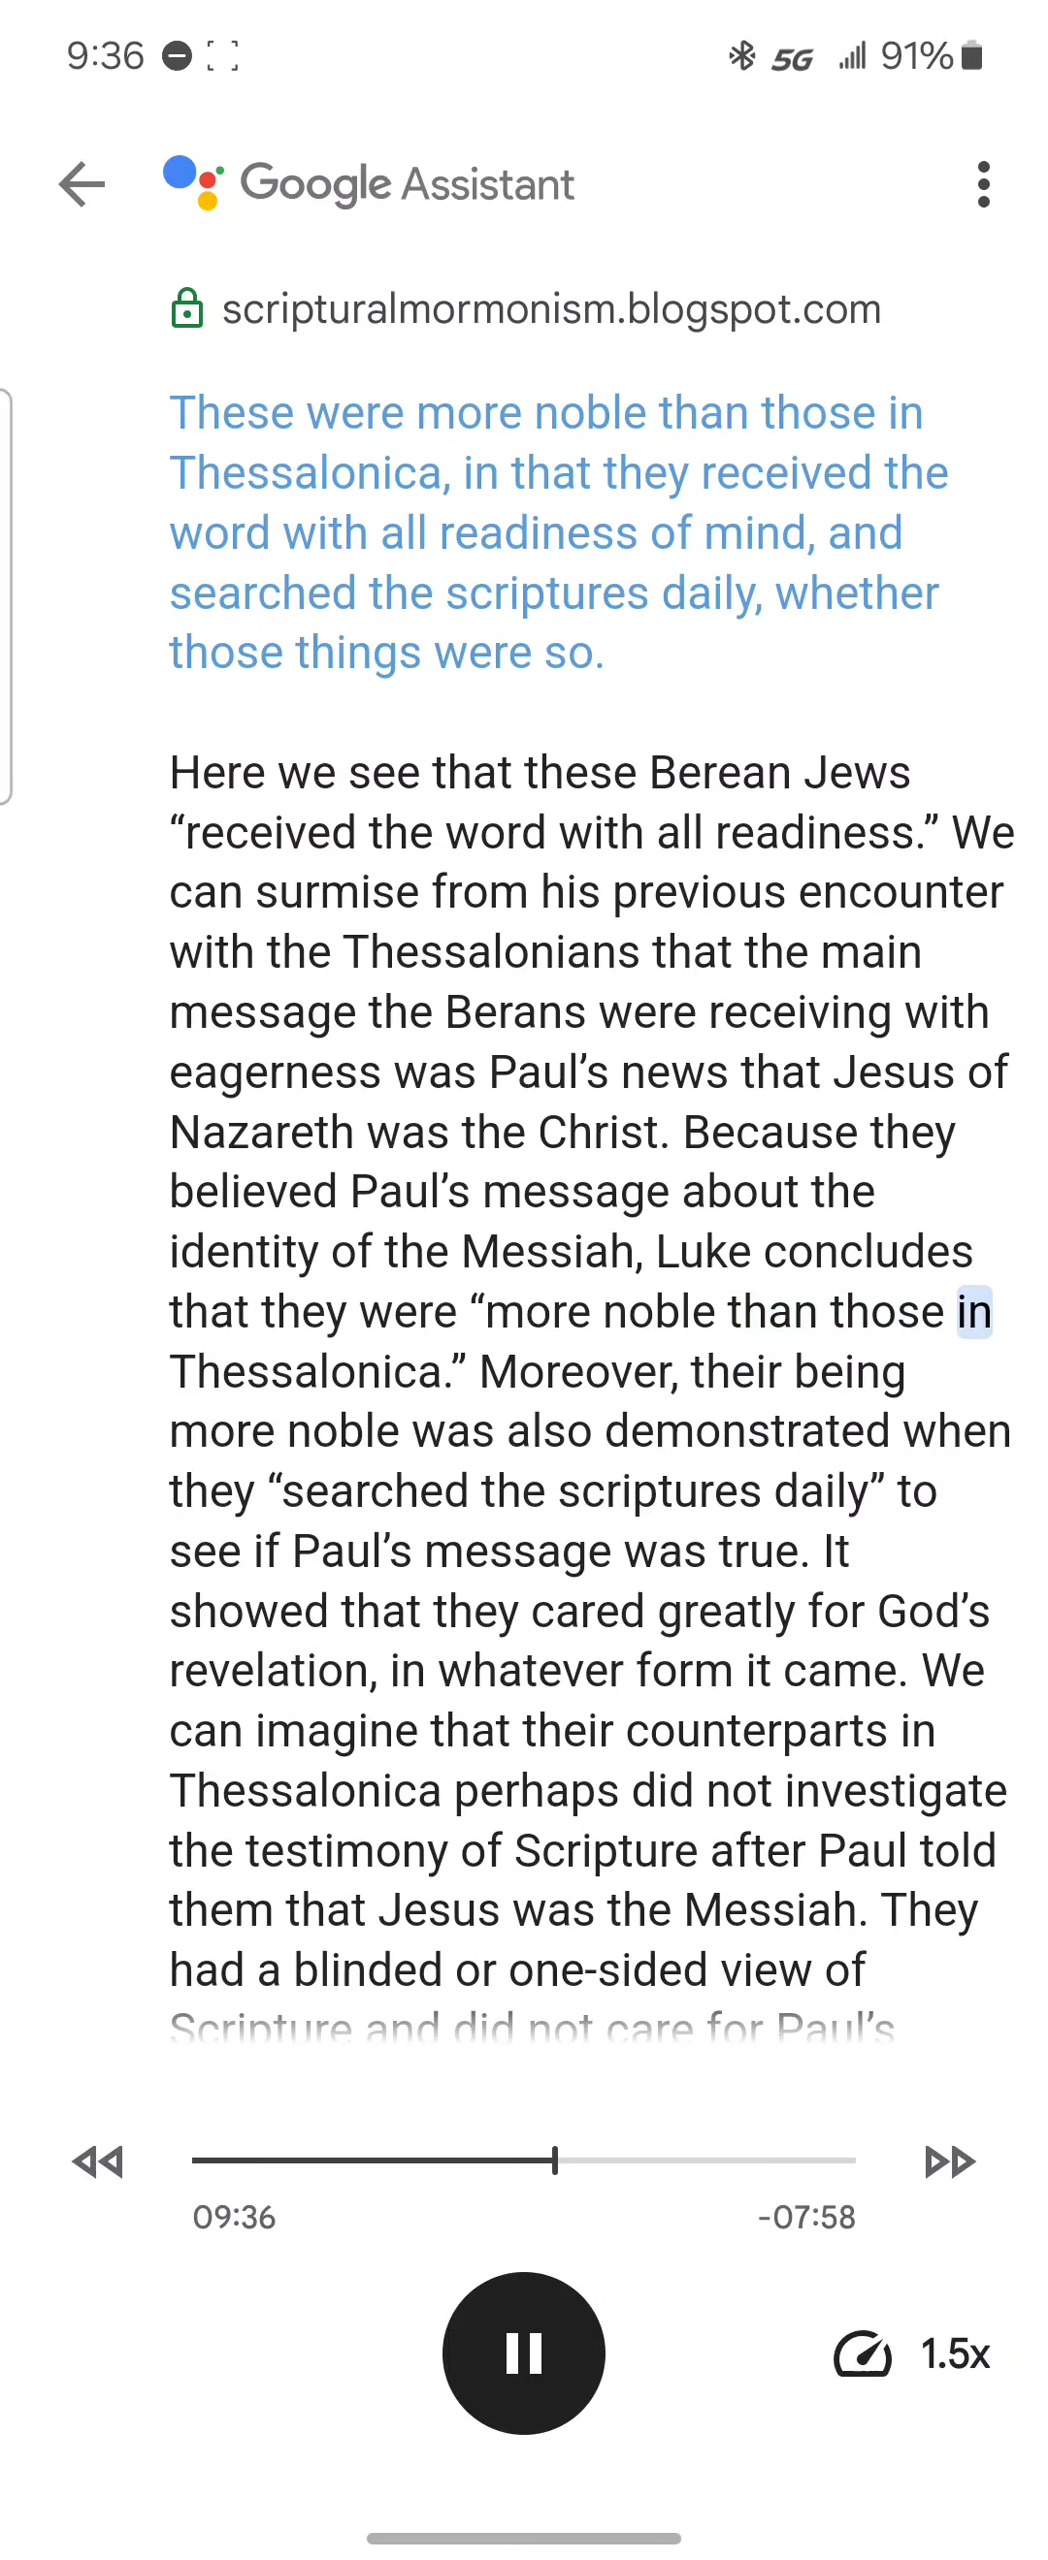 9:36
5G 91%
Google Assistant
scripturalmormonism.blogspot.com
These were more noble than those in
Thessalonica, in that they received the
word with all readiness of mind, and
searched the scriptures daily, whether
those things were so.
Here we see that these Berean Jews
“received the word with all readiness.” We
can surmise from his previous encounter
with the Thessalonians that the main
message the Berans were receiving with
eagerness was Paul’s news that Jesus of
Nazareth was the Christ. Because they
believed Paul’s message about the
identity of the Messiah, Luke concludes
that they were “more noble than those in
Thessalonica.” Moreover, their being
more noble was also demonstrated when
they “searched the scriptures daily” to
see if Paul’s message was true. It
showed that they cared greatly for God’s
revelation, in whatever form it came. We
can imagine that their counterparts in
Thessalonica perhaps did not investigate
the testimony of Scripture after Paul told
them that Jesus was the Messiah. They
had a blinded or one-sided view of
Scripture and did not care for Paul’s
09:36 -07:58
1.5x